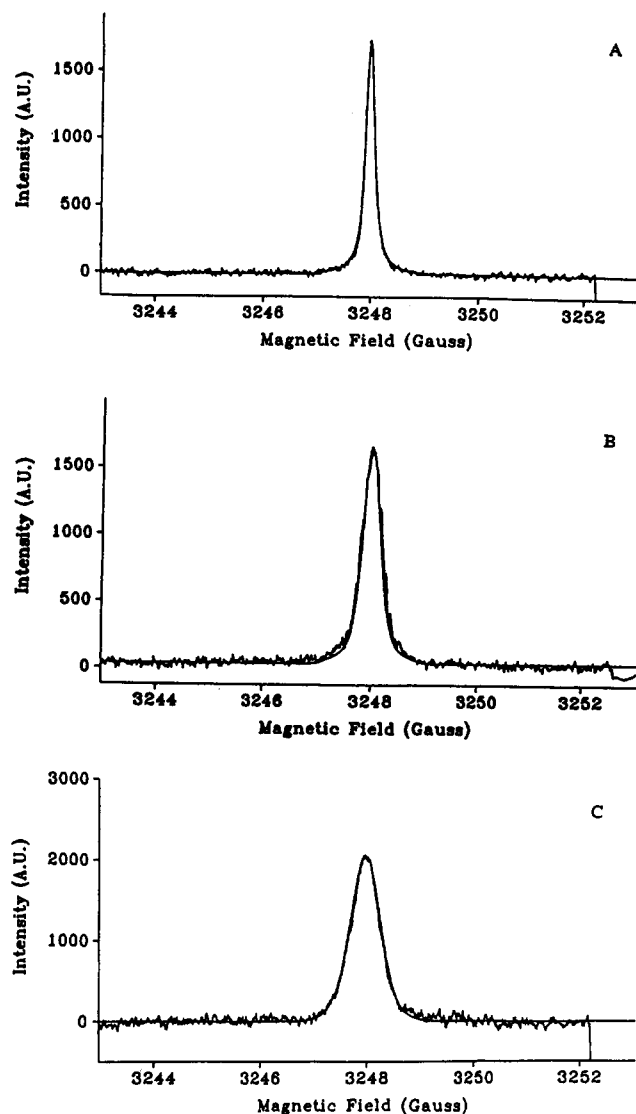 A
Intensity (A.U.)
1500
1000
500
0
3244 3246 3248 3250 3252
Magnetic Field (Gauss)
B
Intensity (A.U.)
1500
1000
500
0
3244 3246 3248 3250 3252
Magnetic Field (Gauss)
C
Intensity (A.U.)
3000
2000
1000
0
3244 3246 3248 3250 3252
Magnetic Field (Gauss)